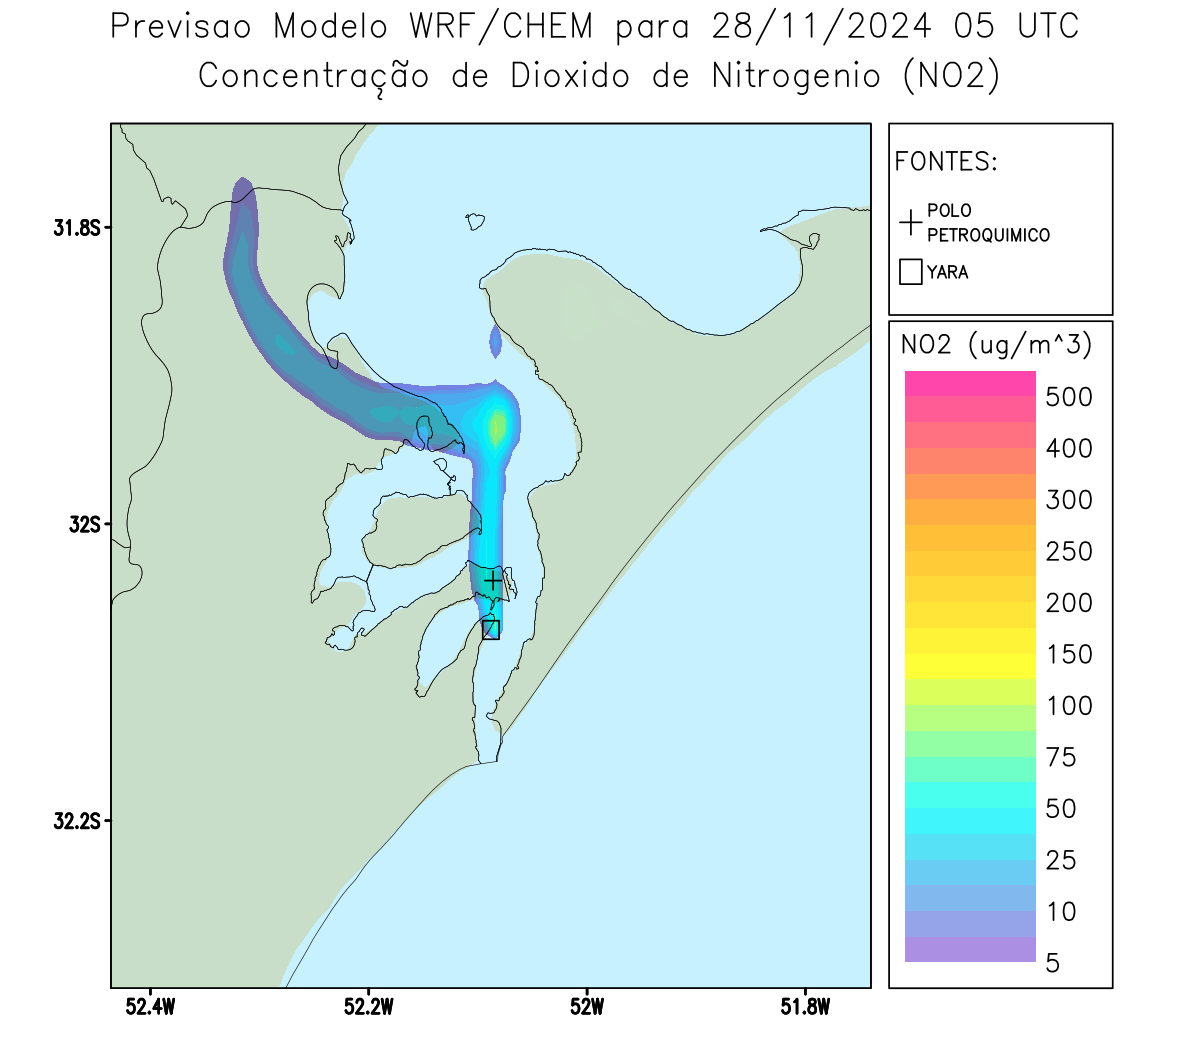 Previsao Modelo WRF/CHEM para 28/11/2024 05 UTC
Concentração de Dioxido de Nitrogenio (NO2)
FONTES:
POLO
PETROQUIMICO
YARA
NO2 (ug/m^3)
500
400
300
250
200
150
100
75
50
25
10
5
31.8S
32S
32.2S
52.4W
52.2W
52W
51.8W